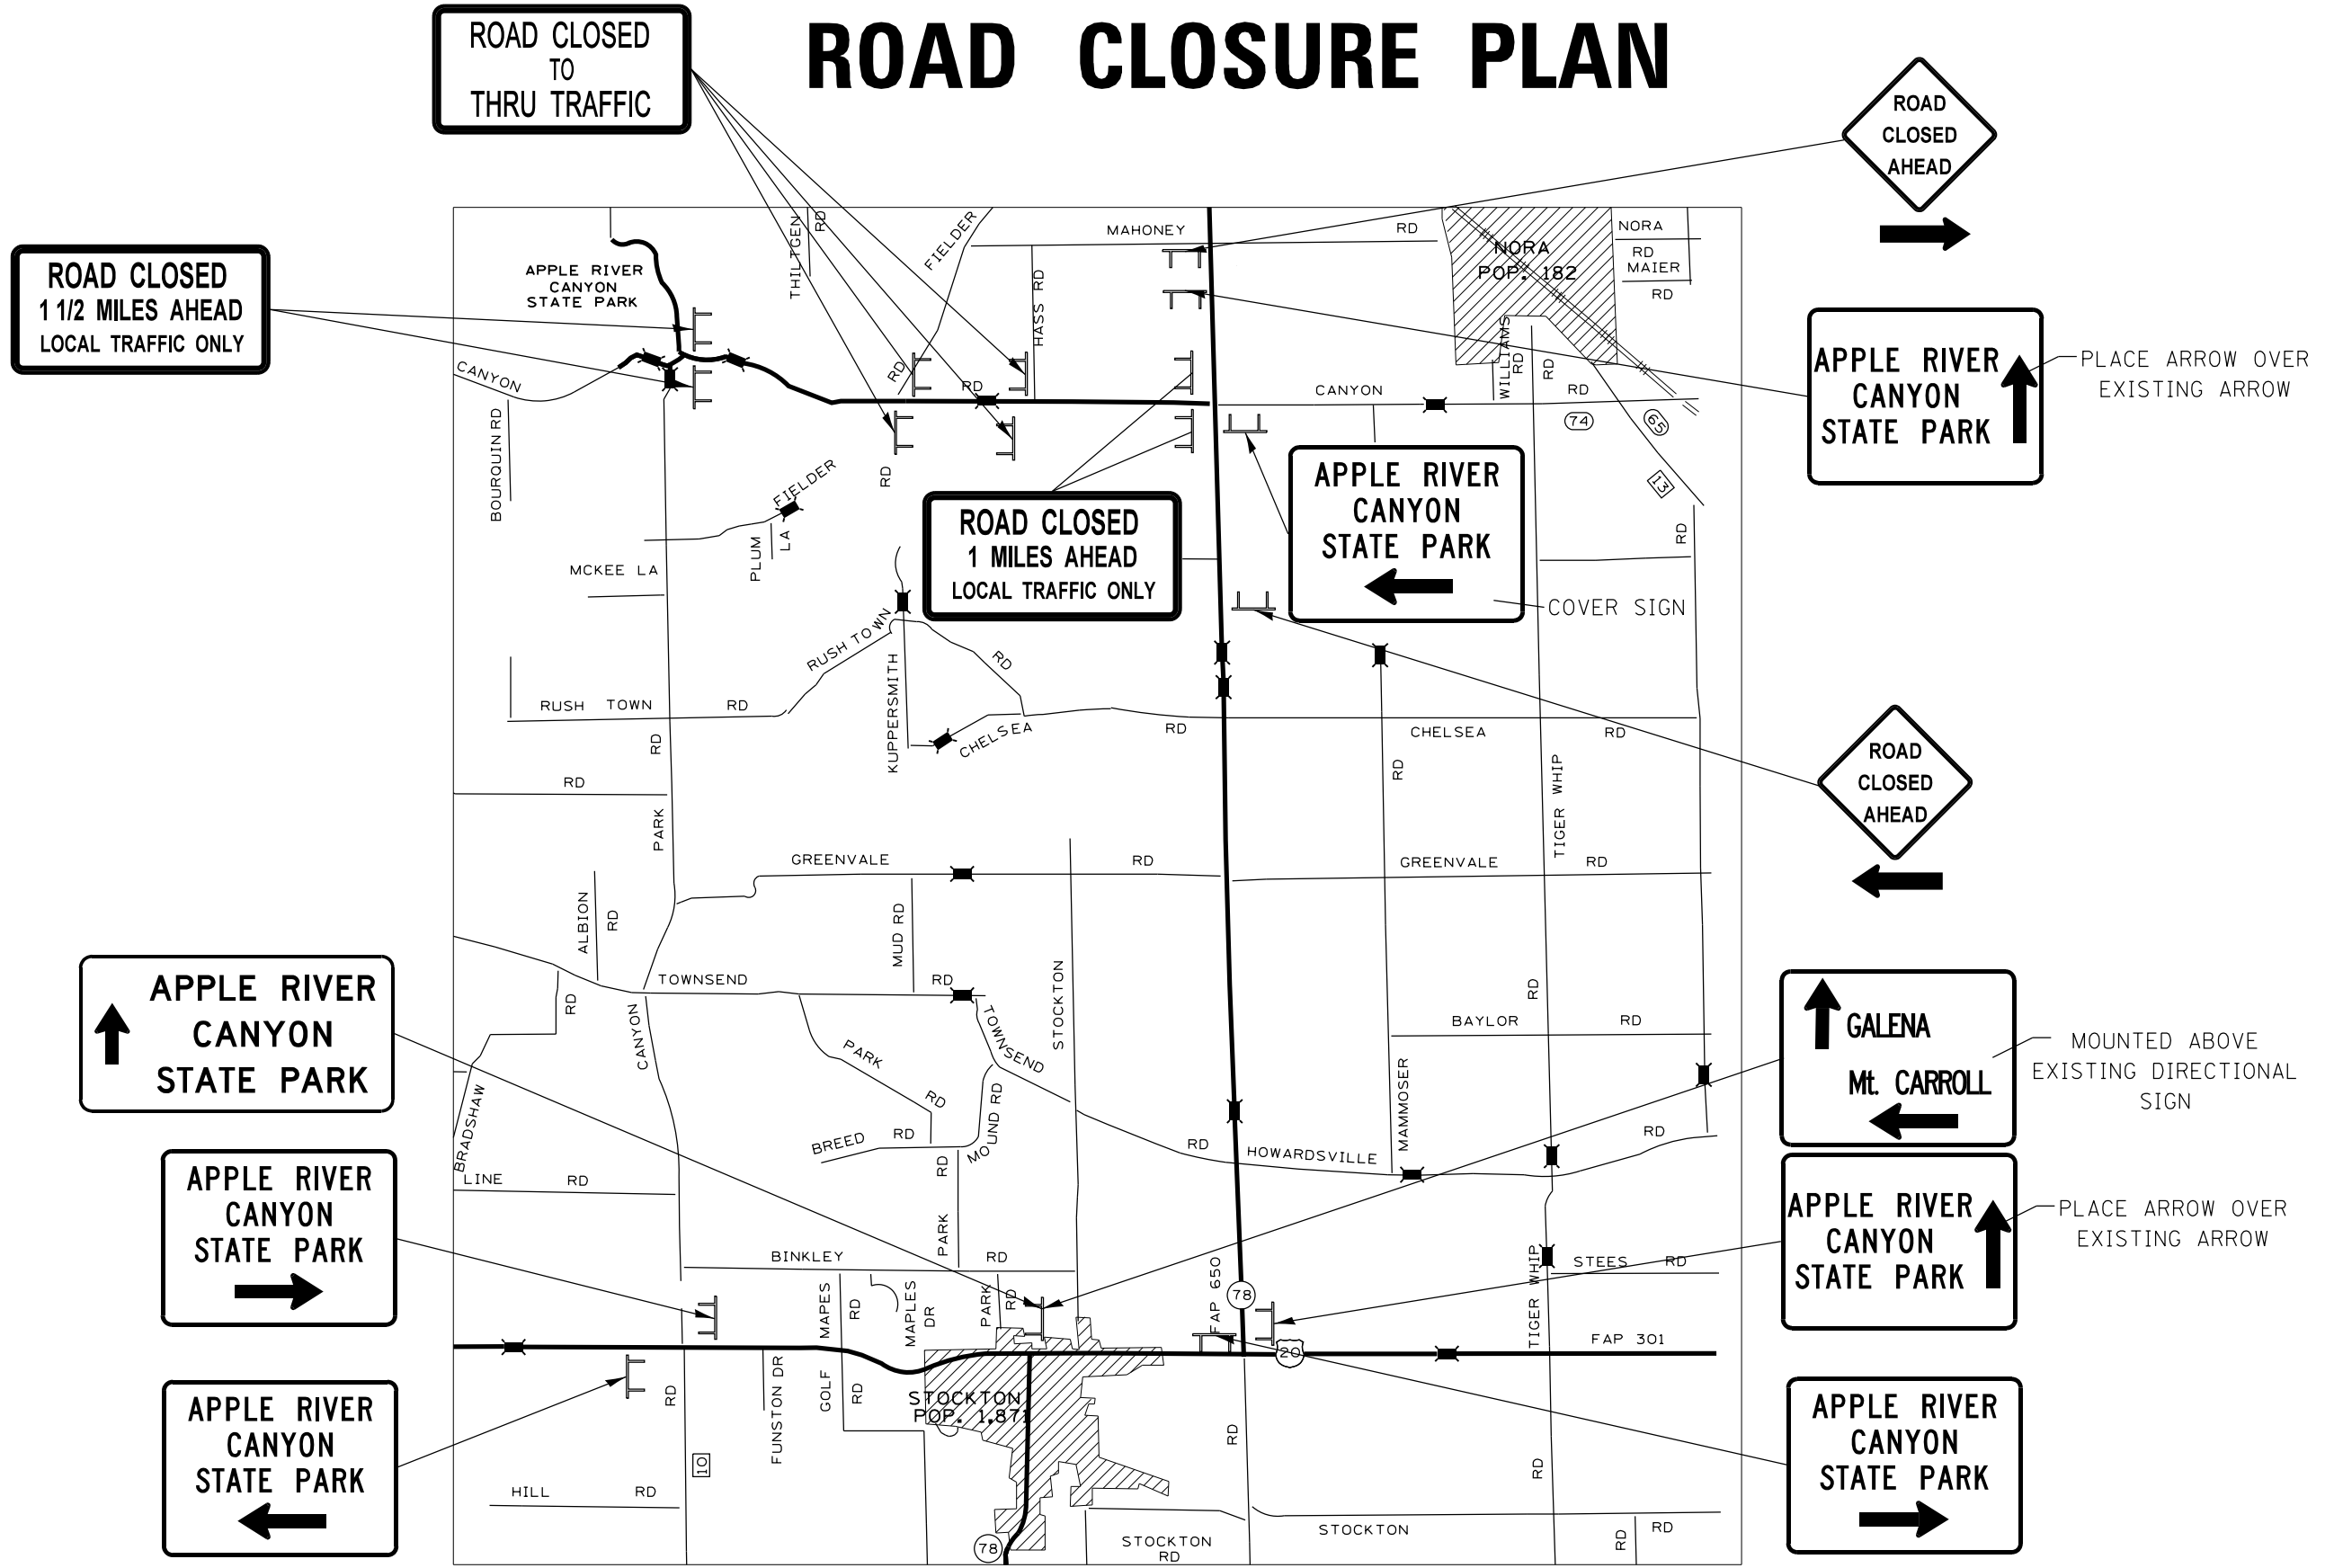 ROAD CLOSURE PLAN
ROAD CLOSED
TO
THRU TRAFFIC
ROAD
CLOSED
AHEAD
ROAD CLOSED
1 1/2 MILES AHEAD
LOCAL TRAFFIC ONLY
APPLE RIVER
CANYON
STATE PARK
THILTGEN
RD
FIELDER
RD
MAHONEY
RD
HASS RD
NORA
POP. 182
NORA
RD
MAIER
RD
APPLE RIVER
CANYON
STATE PARK
PLACE ARROW OVER
EXISTING ARROW
CANYON
RD
CANYON
RD
WILLIAMS
RD
RD
74
65
13
BOURQUIN RD
RD
FIELDER
PLUM
LA
MCKEE LA
ROAD CLOSED
1 MILES AHEAD
LOCAL TRAFFIC ONLY
APPLE RIVER
CANYON
STATE PARK
COVER SIGN
RD
RUSH TOWN
RD
KUPPERSMITH
RUSH TOWN
RD
CHELSEA
RD
CHELSEA
RD
RD
RD
RD
PARK
TIGER WHIP
ROAD
CLOSED
AHEAD
GREENVALE
RD
GREENVALE
RD
ALBION
RD
MUD RD
TOWNSEND
RD
STOCKTON
RD
RD
CANYON
PARK
RD
TOWNSEND
BAYLOR
RD
APPLE RIVER
CANYON
STATE PARK
GALENA
Mt. CARROLL
MOUNTED ABOVE
EXISTING DIRECTIONAL
SIGN
BRADSHAW
BREED
RD
MOUND RD
RD
HOWARDSVILLE
MAMMOSER
RD
LINE
RD
RD
PARK
APPLE RIVER
CANYON
STATE PARK
APPLE RIVER
CANYON
STATE PARK
PLACE ARROW OVER
EXISTING ARROW
BINKLEY
RD
STEES
RD
MAPES
RD
MAPLES
DR
PARK
RD
FAP 650
78
TIGER WHIP
FAP 301
20
FUNSTON DR
GOLF
RD
RD
STOCKTON
POP. 1,871
APPLE RIVER
CANYON
STATE PARK
APPLE RIVER
CANYON
STATE PARK
10
RD
RD
HILL
RD
78
STOCKTON
RD
STOCKTON
RD
RD